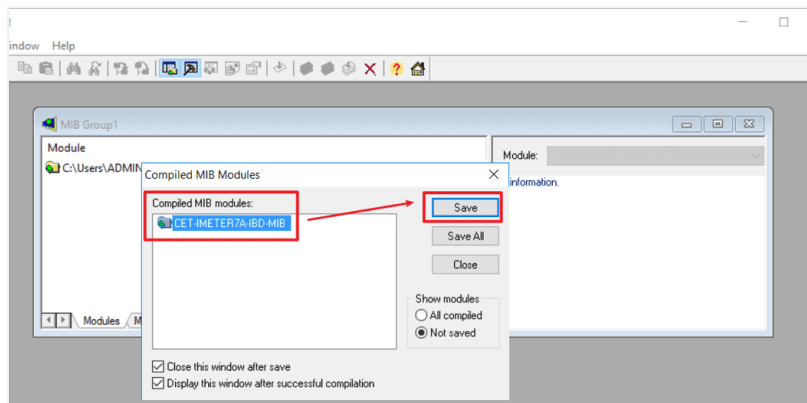 indow Help
MIB Group1
Module
C:\Users\ADMIN
Module:
information.
Compiled MIB Modules
Compiled MIB modules:
CET-IMETER7A-IBD-MIB
Save
Save All
Close
Show modules
All compiled
Not saved
Close this window after save
Display this window after successful compilation
Modules
M